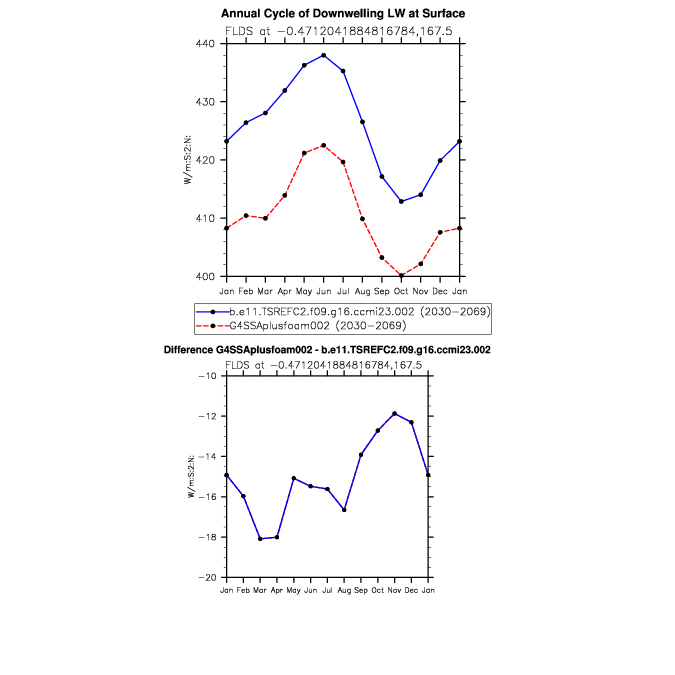 Annual Cycle of Downwelling LW at Surface
FLDS at −0.4712041884816784,167.5
440
430
420
410
400
W/m:S:2:N:
Jan Feb Mar Apr May Jun Jul Aug Sep Oct Nov Dec Jan
b.e11.TSREFC2.f09.g16.ccmi23.002 (2030−2069)
G4SSAplusfoam002 (2030−2069)
Difference G4SSAplusfoam002 - b.e11.TSREFC2.f09.g16.ccmi23.002
FLDS at −0.4712041884816784,167.5
−10
−12
−14
−16
−18
−20
W/m:S:2:N:
Jan Feb Mar Apr May Jun Jul Aug Sep Oct Nov Dec Jan